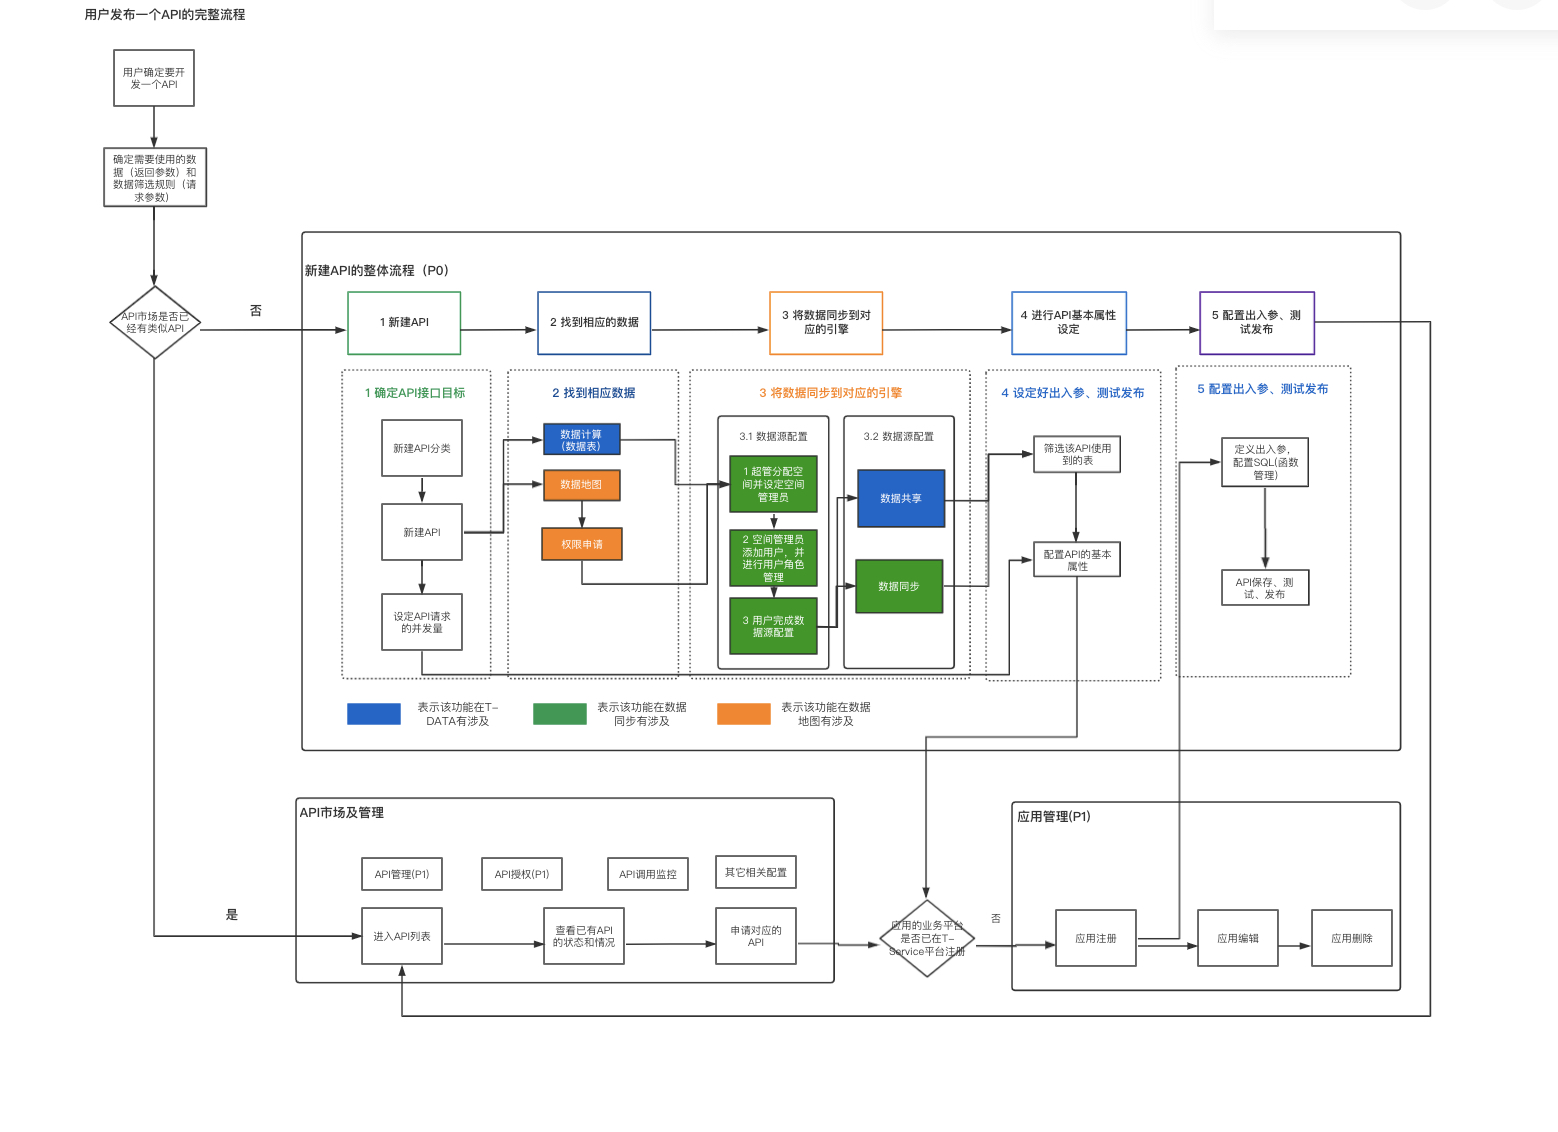 用户发布一个API的完整流程
用户确定要开
发一个API
确定需要使用的数
据（返回参数）和
数据筛选规则（请
求参数）
API市场是否已
经有类似API
否
是
新建API的整体流程（P0）
1 新建API
2 找到相应的数据
3 将数据同步到对
应的引擎
4 进行API基本属性
设定
5 配置出入参、测
试发布
1 确定API接口目标
新建API分类
新建API
设定API请求
的并发量
2 找到相应数据
数据计算
（数据表）
数据地图
权限申请
3 将数据同步到对应的引擎
3.1 数据源配置
1 超管分配空
间并设定空间
管理员
2 空间管理员
添加用户，并
进行用户角色
管理
3 用户完成数
据源配置
3.2 数据源配置
数据共享
数据同步
4 设定好出入参、测试发布
筛选该API使用
到的表
配置API的基本
属性
5 配置出入参、测试发布
定义出入参，
配置SQL(函数
管理)
API保存、测
试、发布
表示该功能在T-
DATA有涉及
表示该功能在数据
同步有涉及
表示该功能在数据
地图有涉及
API市场及管理
API管理(P1)
API授权(P1)
API调用监控
其它相关配置
进入API列表
查看已有API
的状态和情况
申请对应的
API
应用的业务平台
是否已在T-
Service平台注册
否
应用管理(P1)
应用注册
应用编辑
应用删除